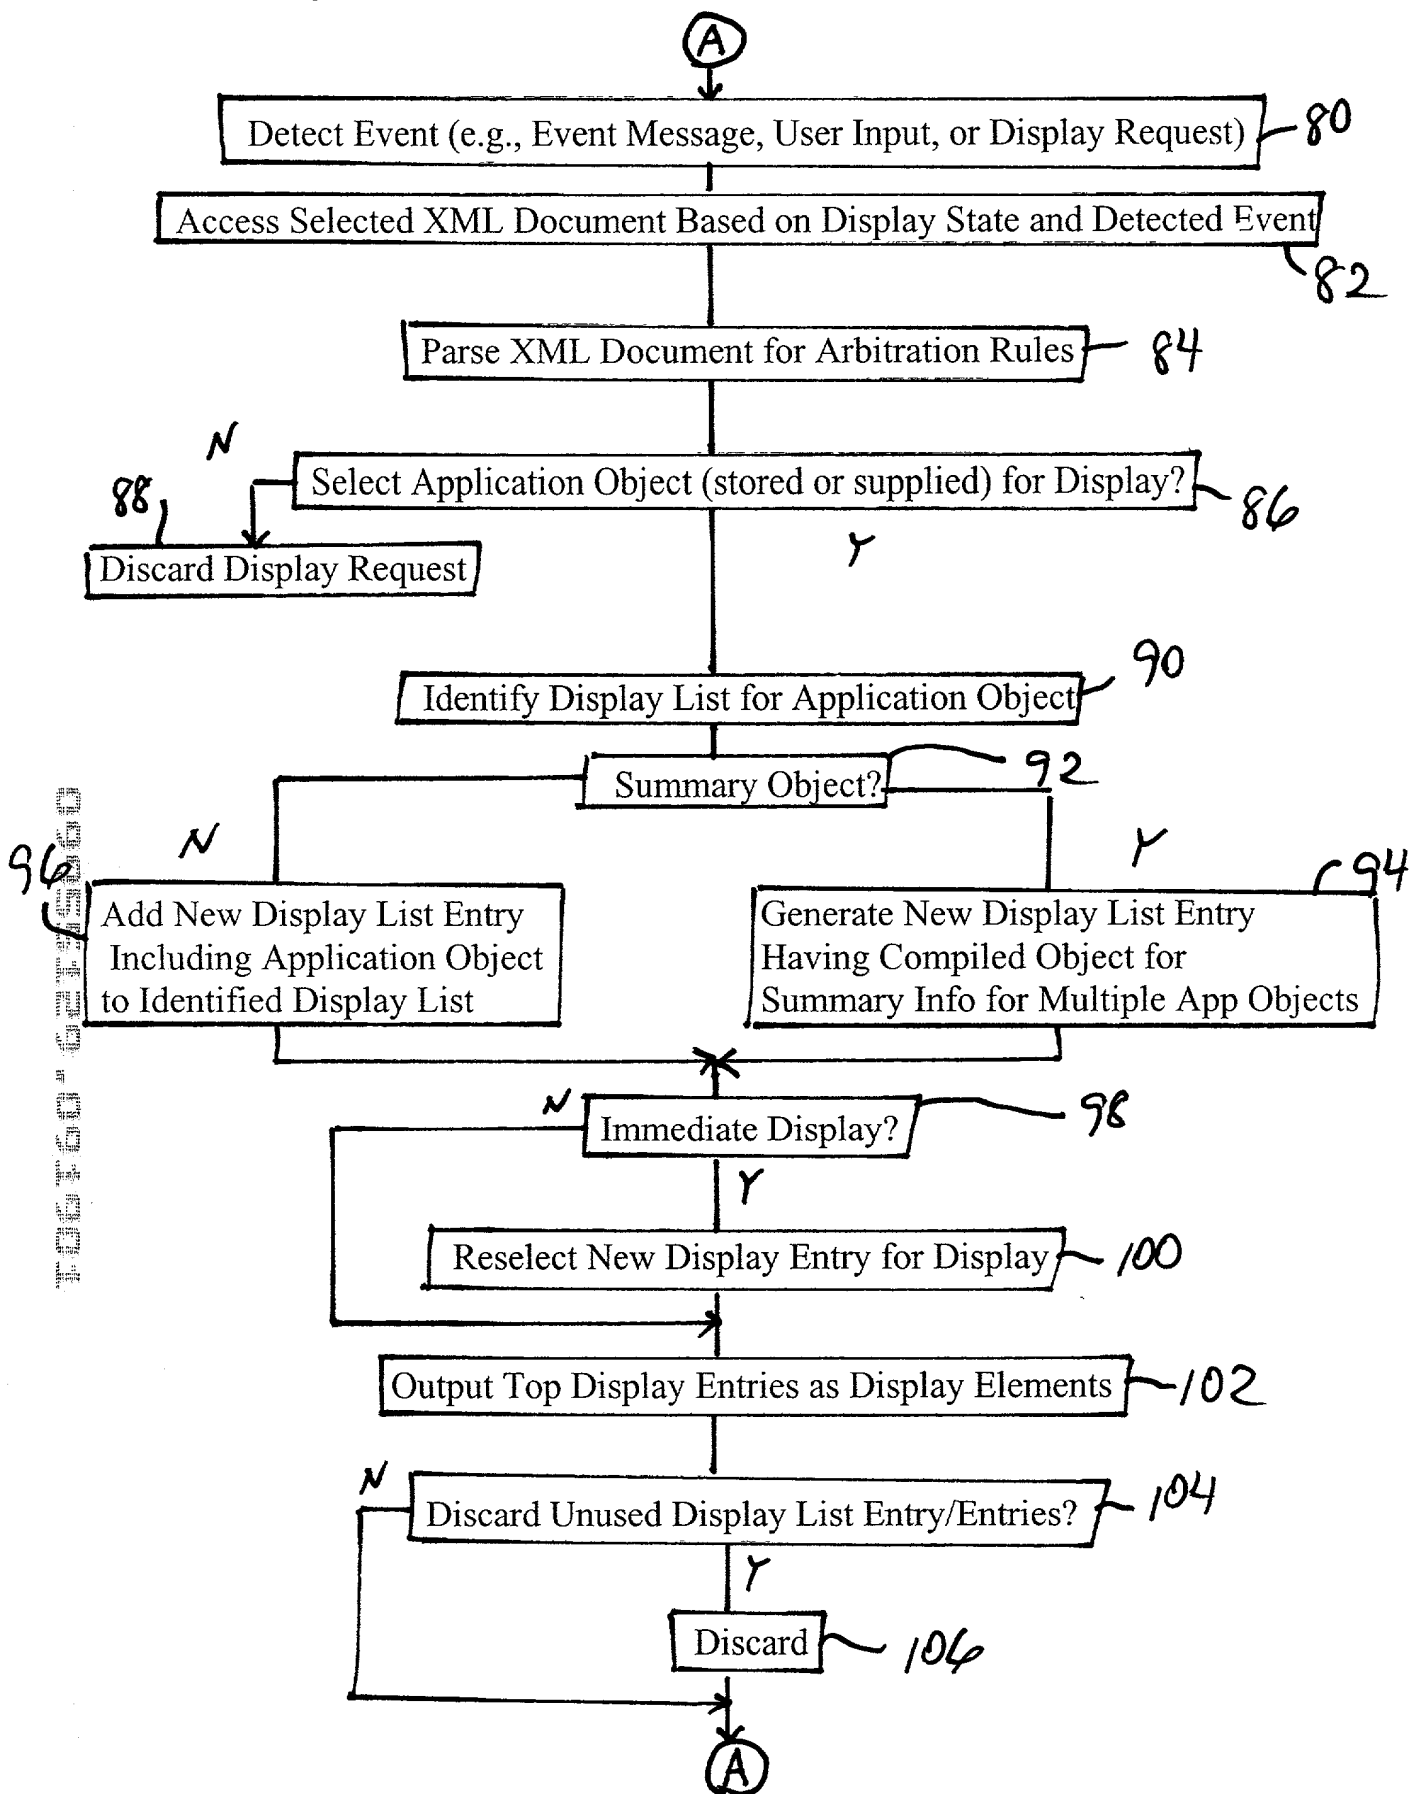 A
Detect Event (e.g., Event Message, User Input, or Display Request)
80
Access Selected XML Document Based on Display State and Detected Event
82
Parse XML Document for Arbitration Rules
84
N
Select Application Object (stored or supplied) for Display?
86
88
Y
Discard Display Request
90
Identify Display List for Application Object
Summary Object?
92
N
Y
96
94
Add New Display List Entry
Including Application Object
to Identified Display List
Generate New Display List Entry
Having Compiled Object for
Summary Info for Multiple App Objects
N
Immediate Display?
98
Y
Reselect New Display Entry for Display
100
Output Top Display Entries as Display Elements
102
N
Discard Unused Display List Entry/Entries?
104
Y
Discard
106
A